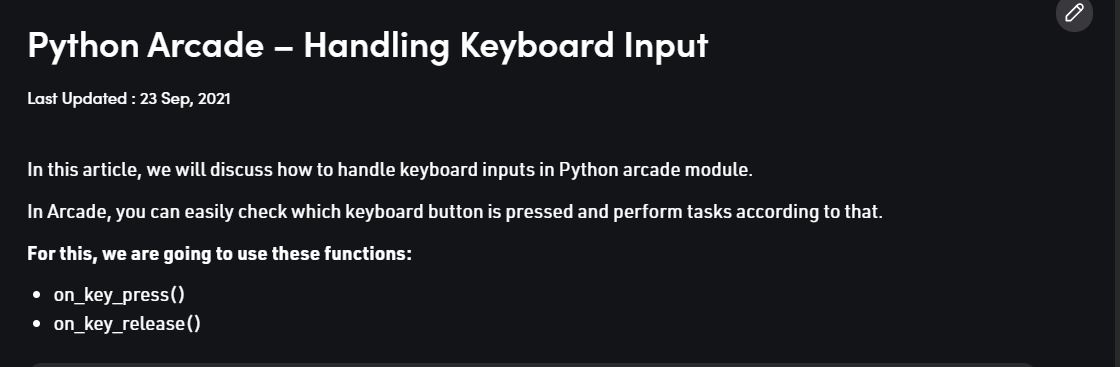 Python Arcade – Handling Keyboard Input
Last Updated : 23 Sep, 2021
In this article, we will discuss how to handle keyboard inputs in Python arcade module.
In Arcade, you can easily check which keyboard button is pressed and perform tasks according to that.
For this, we are going to use these functions:
• on_key_press()
• on_key_release()